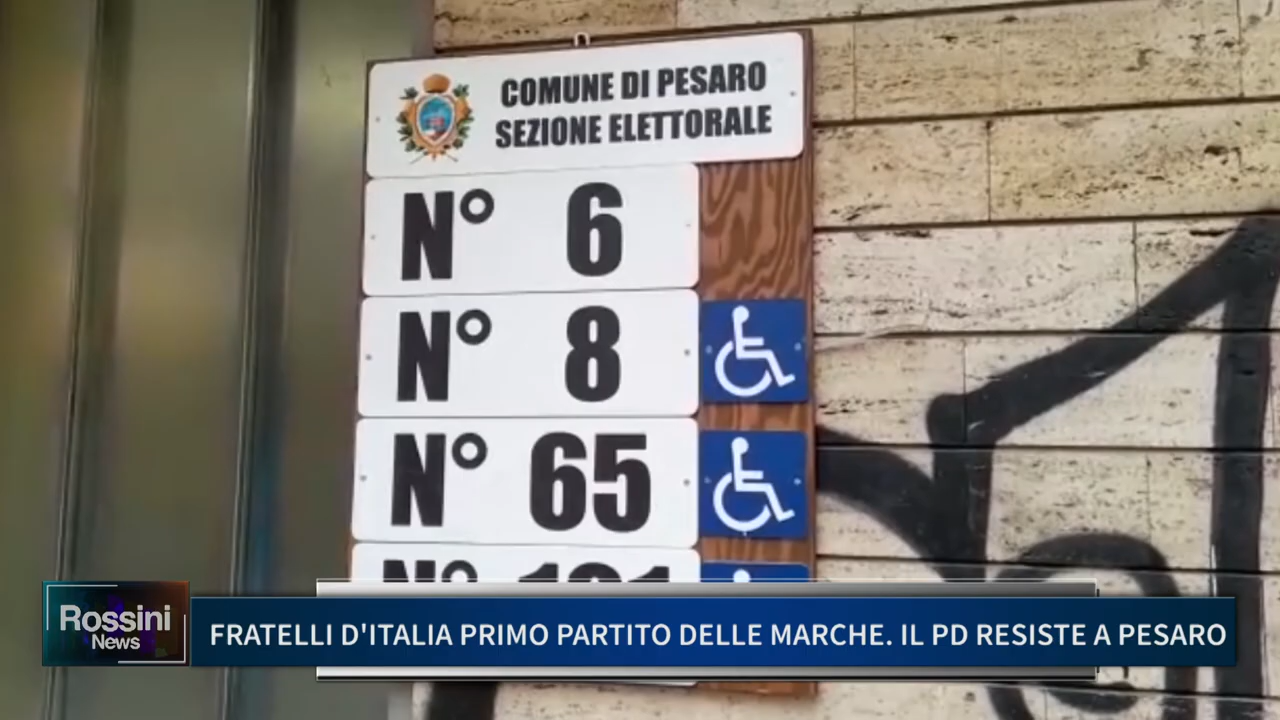 COMUNE DI PESARO
SEZIONE ELETTORALE
N° 6
N° 8
N° 65
Rossini
News
FRATELLI D'ITALIA PRIMO PARTITO DELLE MARCHE. IL PD RESISTE A PESARO